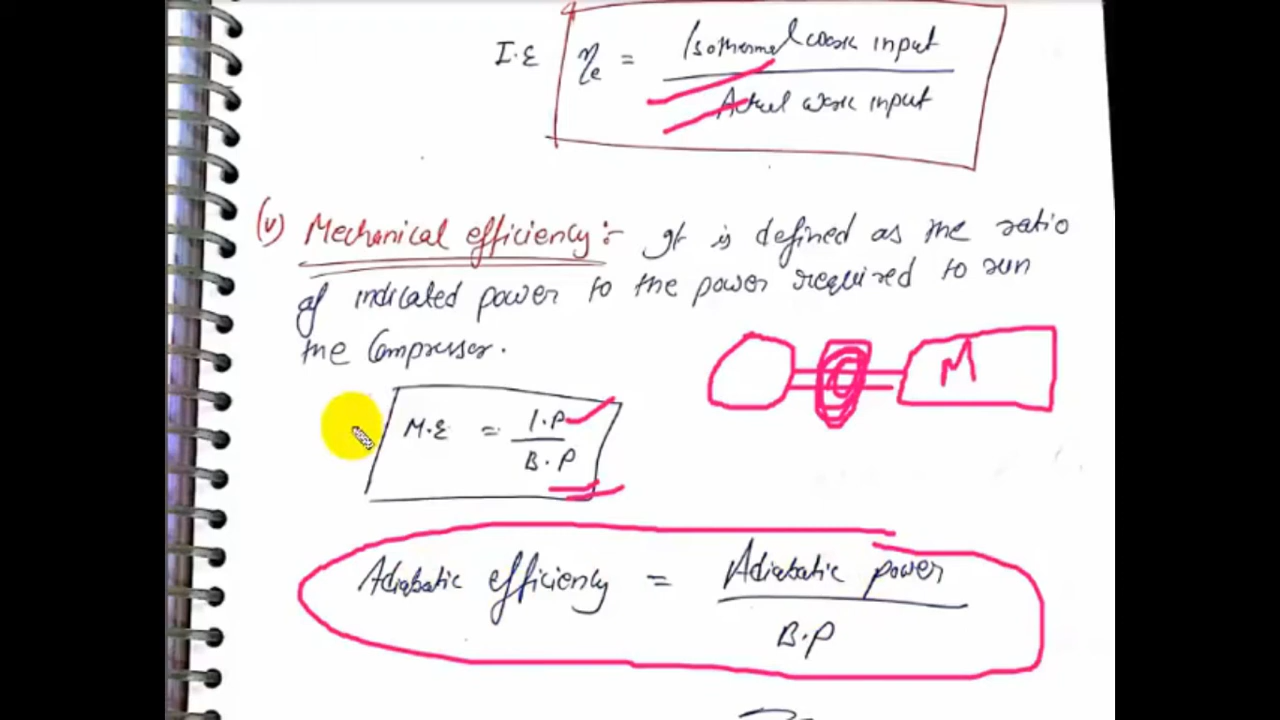 Isothermal work input
I.E ηe =
Actual work input
(v) Mechanical efficiency:- It is defined as the ratio
of indicated power to the power required to run
the Compressor.
M
M.E = I.P
B.P
Adiabatic efficiency = Adiabatic power
B.P